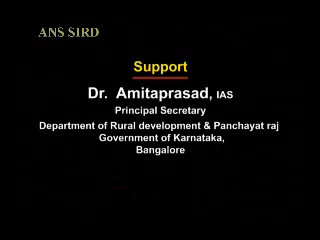 ANS SIRD
Support
Dr. Amitaprasad, IAS
Principal Secretary
Department of Rural development & Panchayat raj
Government of Karnataka,
Bangalore